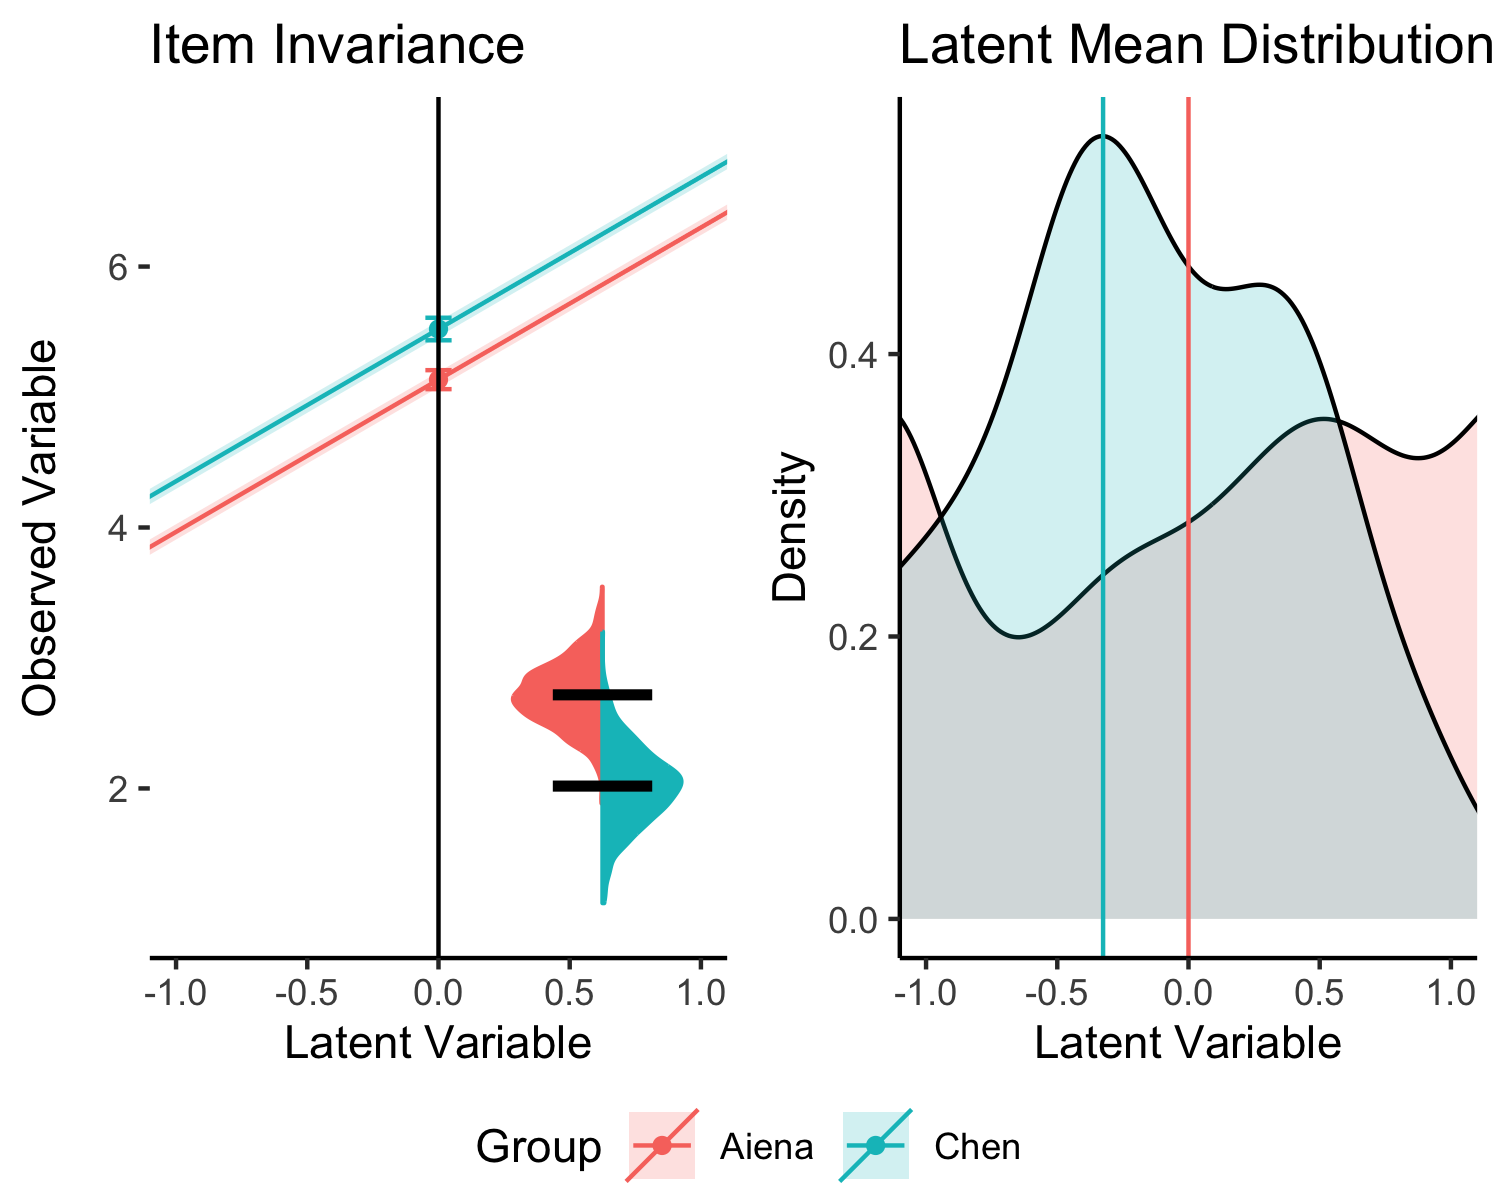 Item Invariance
Observed Variable
6
4
2
-1.0 -0.5 0.0 0.5 1.0
Latent Variable
Latent Mean Distribution
Density
0.4
0.2
0.0
-1.0 -0.5 0.0 0.5 1.0
Latent Variable
Group Aiena Chen